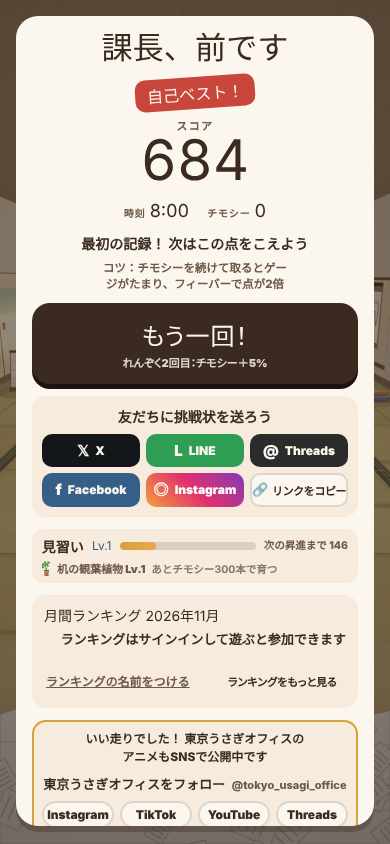 課長、前です
自己ベスト！
スコア
684
時刻 8:00 チモシー 0
最初の記録！ 次はこの点をこえよう
コツ：チモシーを続けて取るとゲー
ジがたまり、フィーバーで点が2倍
もう一回！
れんぞく2回目：チモシー＋5%
友だちに挑戦状を送ろう
𝕏 X L LINE @ Threads
f Facebook ◎ Instagram 🔗 リンクをコピー
見習い Lv.1 次の昇進まで 146
机の観葉植物 Lv.1 あとチモシー300本で育つ
月間ランキング 2026年11月
ランキングはサインインして遊ぶと参加できます
ランキングの名前をつける ランキングをもっと見る
いい走りでした！ 東京うさぎオフィスの
アニメもSNSで公開中です
東京うさぎオフィスをフォロー @tokyo_usagi_office
Instagram TikTok YouTube Threads